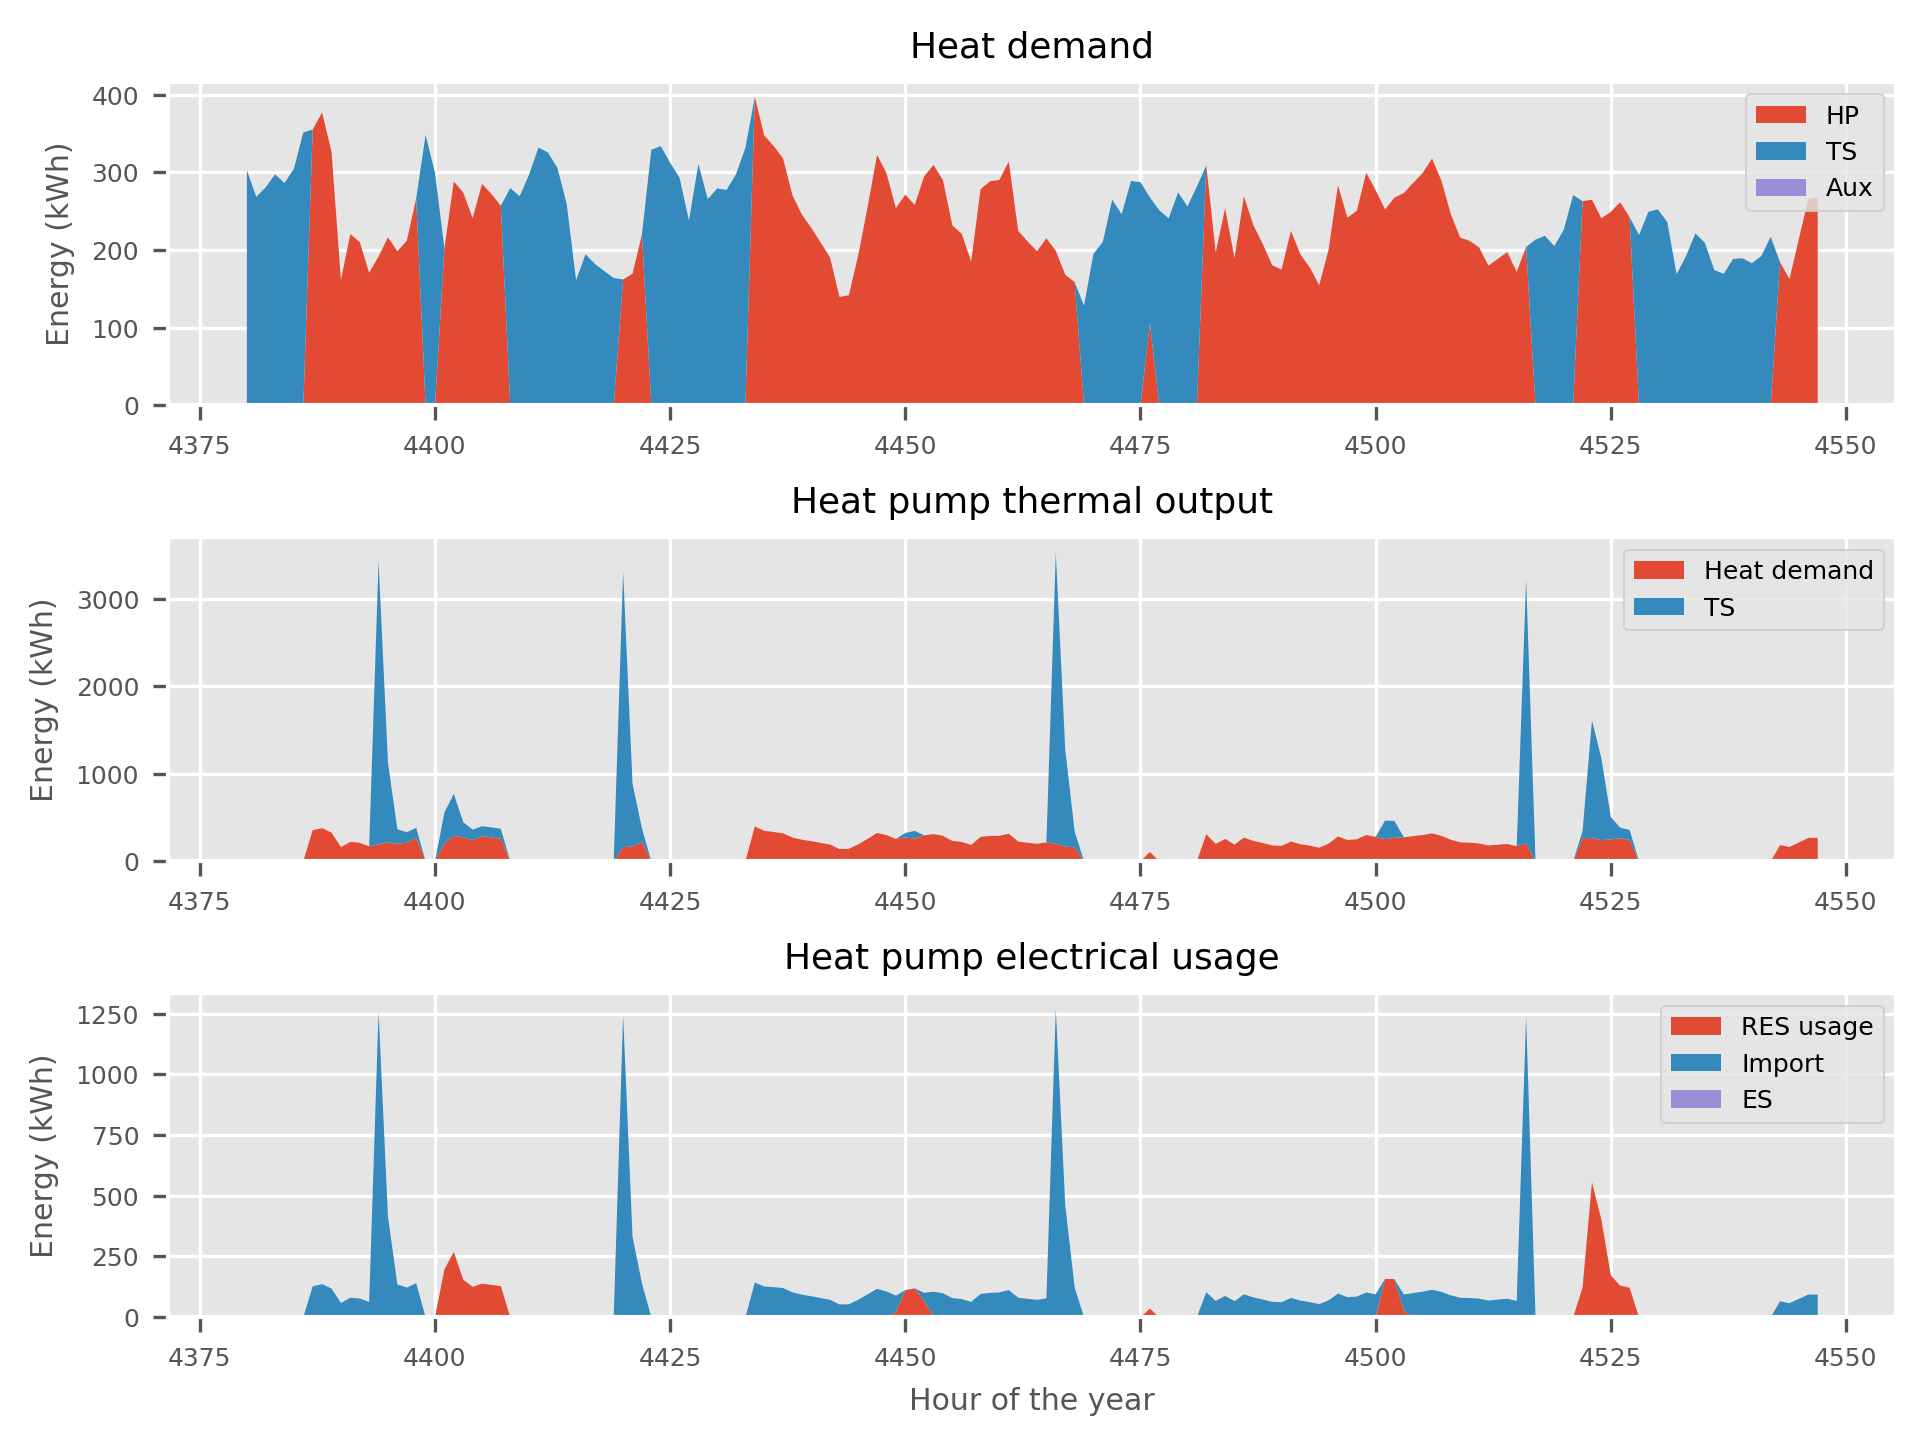 Heat demand
Energy (kWh)
400
300
200
100
0
HP
TS
Aux
4375 4400 4425 4450 4475 4500 4525 4550
Heat pump thermal output
Energy (kWh)
3000
2000
1000
0
Heat demand
TS
4375 4400 4425 4450 4475 4500 4525 4550
Heat pump electrical usage
Energy (kWh)
1250
1000
750
500
250
0
RES usage
Import
ES
4375 4400 4425 4450 4475 4500 4525 4550
Hour of the year